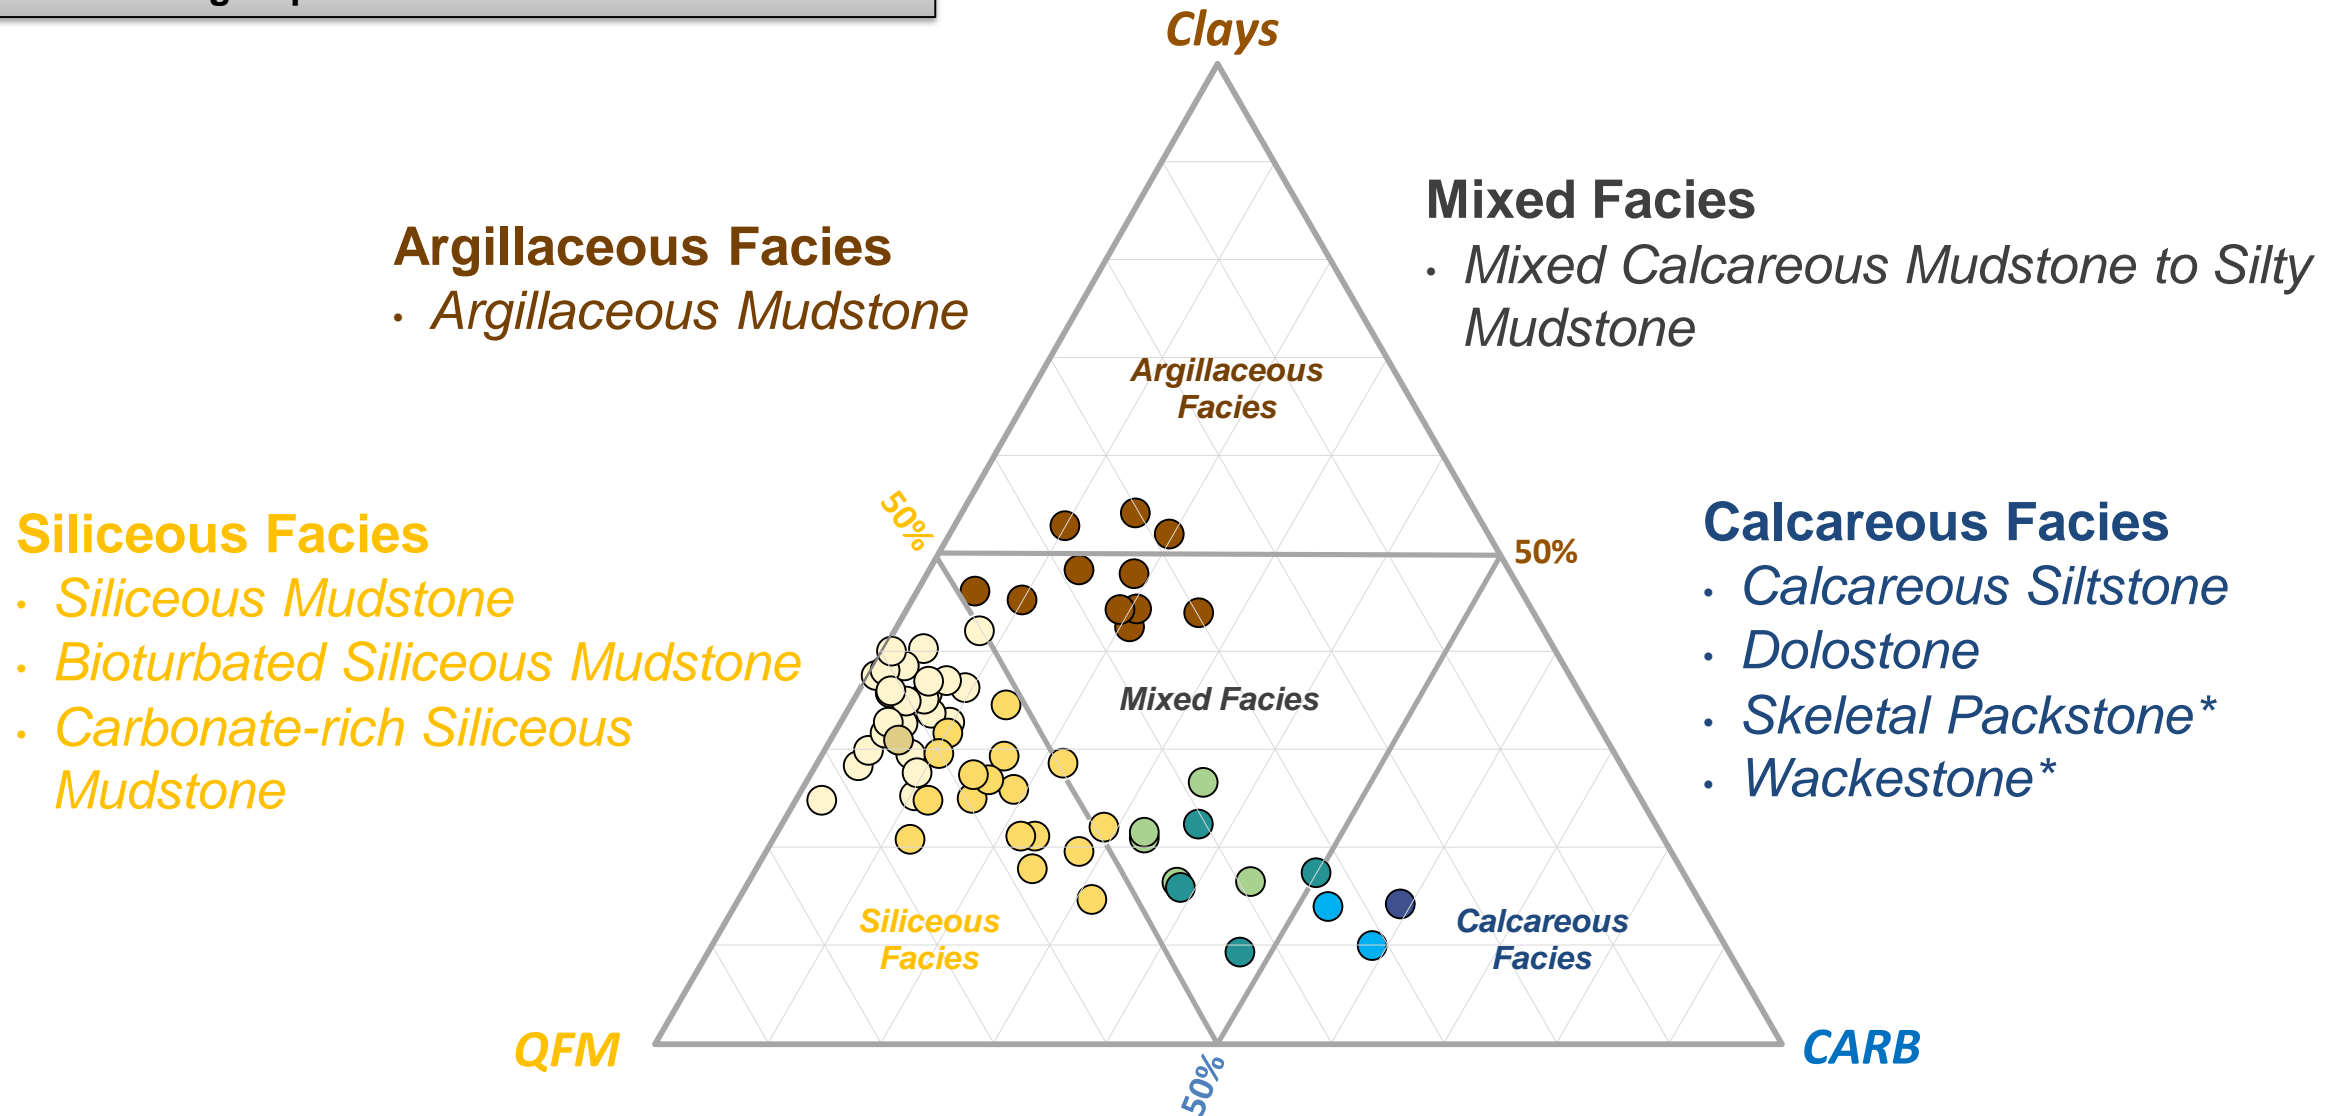 Clays
Mixed Facies
• Mixed Calcareous Mudstone to Silty
Mudstone
Argillaceous Facies
• Argillaceous Mudstone
Argillaceous
Facies
50%
50%
Siliceous Facies
• Siliceous Mudstone
• Bioturbated Siliceous Mudstone
• Carbonate-rich Siliceous
Mudstone
Calcareous Facies
• Calcareous Siltstone
• Dolostone
• Skeletal Packstone*
• Wackestone*
Mixed Facies
Siliceous
Facies
Calcareous
Facies
QFM
CARB
50%